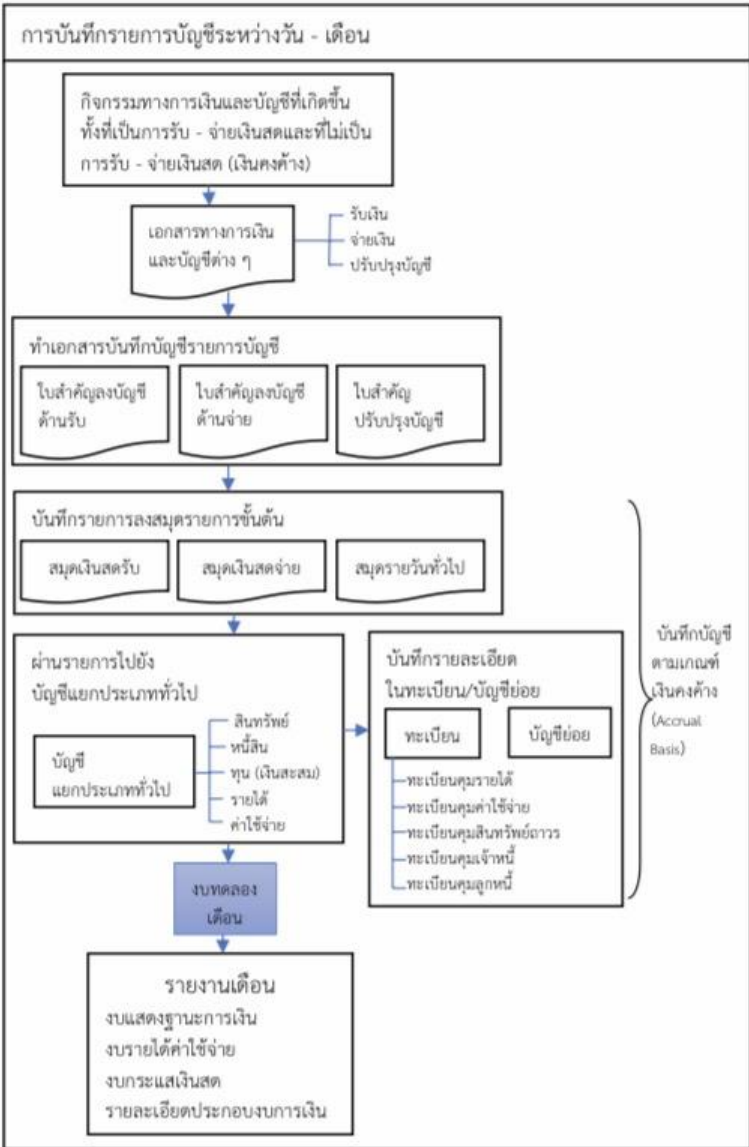 การบันทึกรายการบัญชีระหว่างวัน - เดือน
กิจกรรมทางการเงินและบัญชีที่เกิดขึ้น
ทั้งที่เป็นการรับ - จ่ายเงินสดและที่ไม่เป็น
การรับ - จ่ายเงินสด (เงินคงค้าง)
เอกสารทางการเงิน
และบัญชีต่าง ๆ
รับเงิน
จ่ายเงิน
ปรับปรุงบัญชี
ทำเอกสารบันทึกบัญชีรายการบัญชี
ใบสำคัญลงบัญชี
ด้านรับ
ใบสำคัญลงบัญชี
ด้านจ่าย
ใบสำคัญ
ปรับปรุงบัญชี
บันทึกรายการลงสมุดรายการขั้นต้น
สมุดเงินสดรับ
สมุดเงินสดจ่าย
สมุดรายวันทั่วไป
ผ่านรายการไปยัง
บัญชีแยกประเภททั่วไป
บัญชี
แยกประเภททั่วไป
สินทรัพย์
หนี้สิน
ทุน (เงินสะสม)
รายได้
ค่าใช้จ่าย
บันทึกรายละเอียด
ในทะเบียน/บัญชีย่อย
ทะเบียน
บัญชีย่อย
ทะเบียนคุมรายได้
ทะเบียนคุมค่าใช้จ่าย
ทะเบียนคุมสินทรัพย์ถาวร
ทะเบียนคุมเจ้าหนี้
ทะเบียนคุมลูกหนี้
บันทึกบัญชี
ตามเกณฑ์
เงินคงค้าง
(Accrual
Basis)
งบทดลอง
เดือน
รายงานเดือน
งบแสดงฐานะการเงิน
งบรายได้ค่าใช้จ่าย
งบกระแสเงินสด
รายละเอียดประกอบงบการเงิน